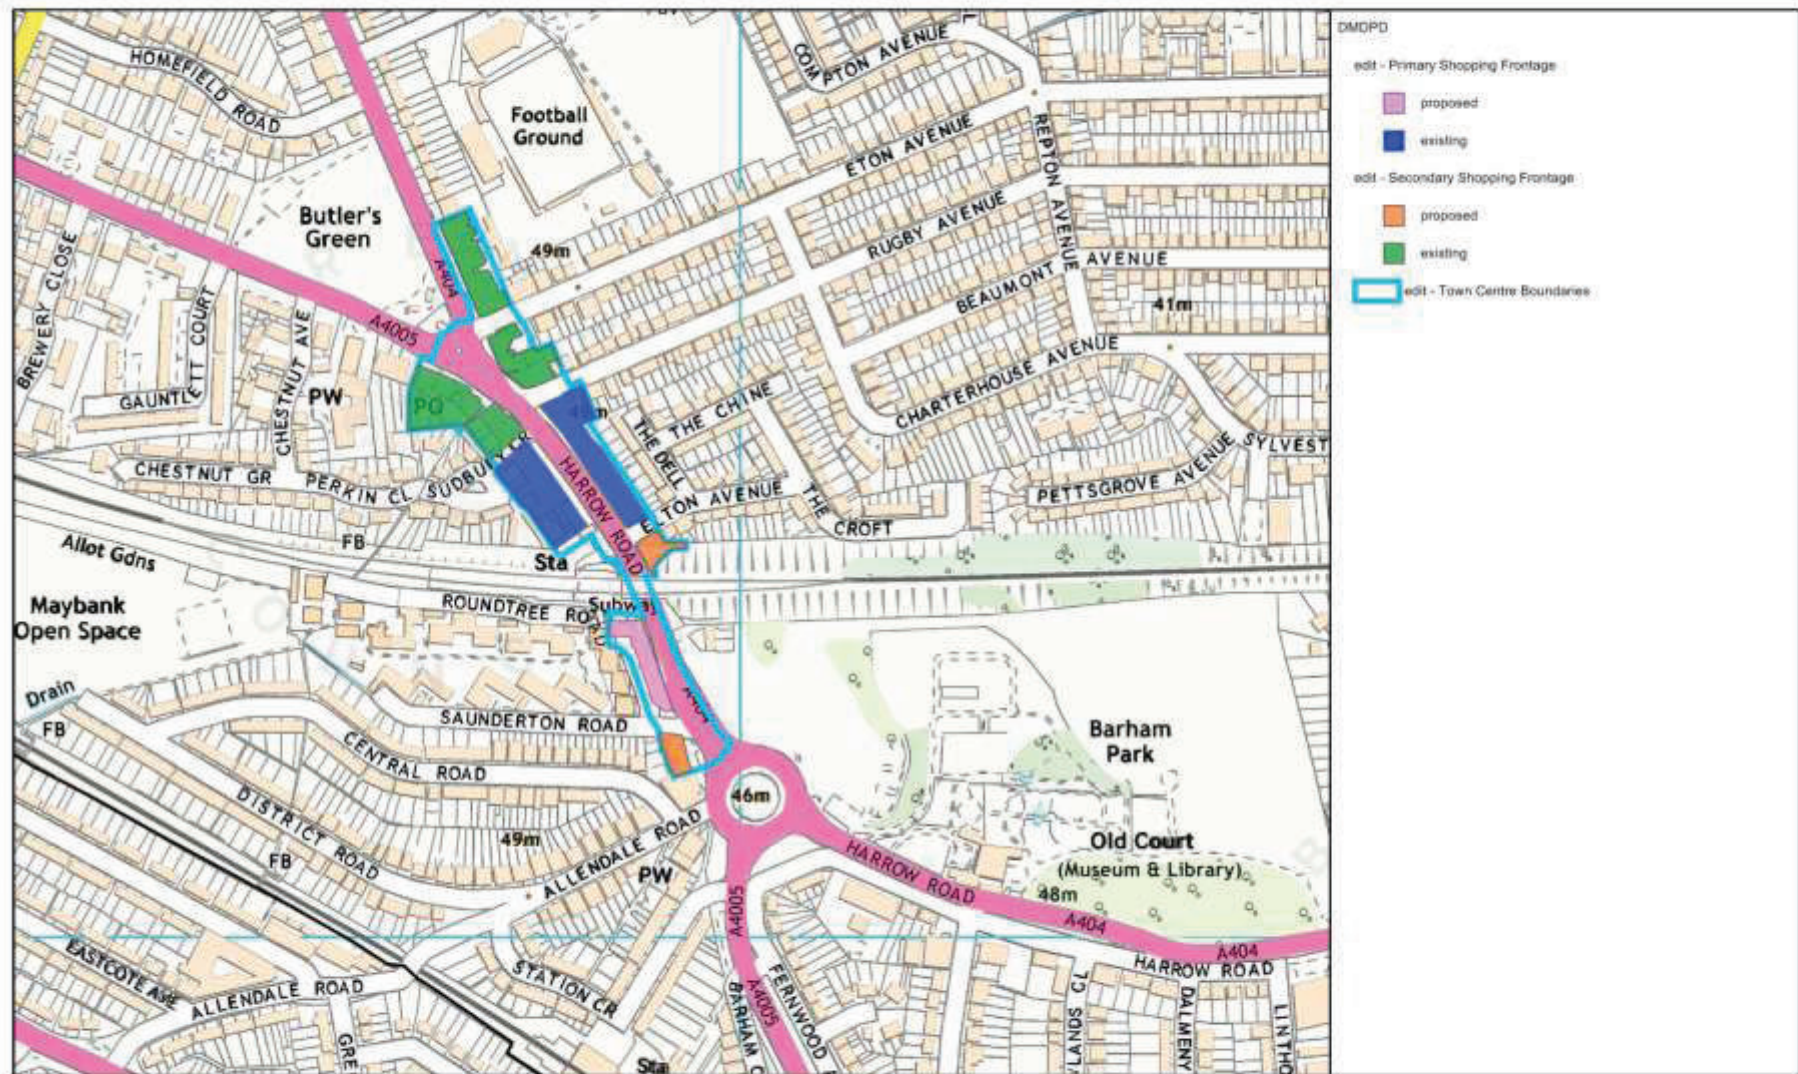 DMDPD
edit - Primary Shopping Frontage
proposed
existing
edit - Secondary Shopping Frontage
proposed
existing
edit - Town Centre Boundaries
HOMEFIELD ROAD
COMPTON AVENUE
Football
Ground
ETON AVENUE
REPTON AVENUE
Butler's
Green
49m
RUGBY AVENUE
A404
BREWERY CLOSE
BEAUMONT AVENUE
41m
A4005
GAUNTLETT COURT
CHESTNUT AVE
PW
PO
CHARTERHOUSE AVENUE
THE CHINE
THE DELL
SYLVEST
CHESTNUT GR
PERKIN CL
SUDBURY CR
HARROW ROAD
ELTON AVENUE
THE CROFT
PETTSGROVE AVENUE
FB
Sta
Allot Gdns
Maybank
Open Space
ROUNDTREE ROAD
Subway
Drain
FB
SAUNDERTON ROAD
A404
CENTRAL ROAD
Barham
Park
46m
DISTRICT ROAD
49m
FB
ALLENDALE ROAD
PW
Old Court
(Museum & Library)
HARROW ROAD
48m
A404
A4005
A404
HARROW ROAD
EASTCOTE AVE
ALLENDALE ROAD
STATION CR
GRE
Sta
BARHAM C
A4005
FERNWOOD
LANDS CL
DALMENY
LINTHO